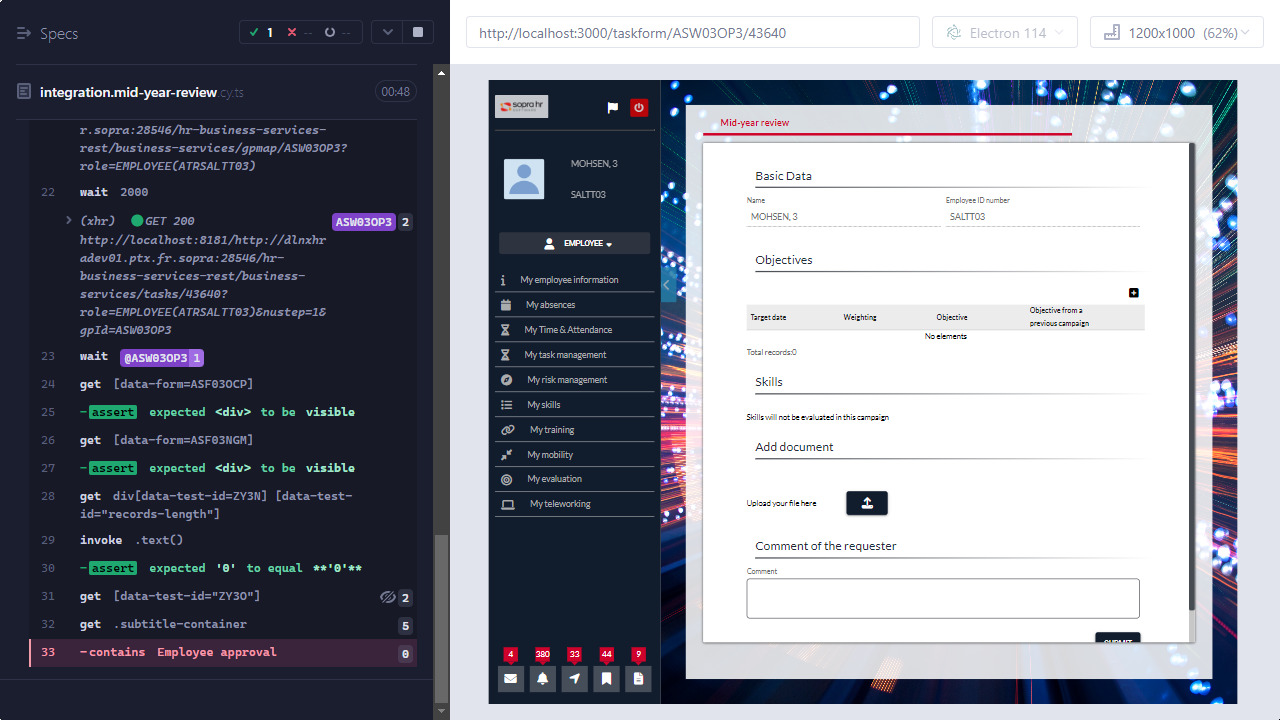 Specs
1
--
--
http://localhost:3000/taskform/ASW03OP3/43640
Electron 114
1200x1000 (62%)
integration.mid-year-review.cy.ts
00:48
r.sopra:28546/hr-business-services-
rest/business-services/gpmap/ASW03OP3?
role=EMPLOYEE(ATRSALTT03)
22 wait 2000
(xhr) GET 200 ASW03OP3 2
http://localhost:8181/http://dlnxhr
adev01.ptx.fr.sopra:28546/hr-
business-services-rest/business-
services/tasks/43640?
role=EMPLOYEE(ATRSALTT03)&nustep=1&
gpId=ASW03OP3
23 wait @ASW03OP3 1
24 get [data-form=ASF03OCP]
25 -assert expected <div> to be visible
26 get [data-form=ASF03NGM]
27 -assert expected <div> to be visible
28 get div[data-test-id=ZY3N] [data-test-
id="records-length"]
29 invoke .text()
30 -assert expected '0' to equal **'0'**
31 get [data-test-id="ZY3O"] 2
32 get .subtitle-container 5
33 -contains Employee approval 0
sopra hr
MOHSEN, 3
SALTT03
EMPLOYEE
My employee information
My absences
My Time & Attendance
My task management
My risk management
My skills
My training
My mobility
My evaluation
My teleworking
4 380 33 44 9
Mid-year review
Basic Data
Name Employee ID number
MOHSEN, 3 SALTT03
Objectives
Target date Weighting Objective Objective from a
previous campaign
No elements
Total records:0
Skills
Skills will not be evaluated in this campaign
Add document
Upload your file here
Comment of the requester
Comment
SUBMIT